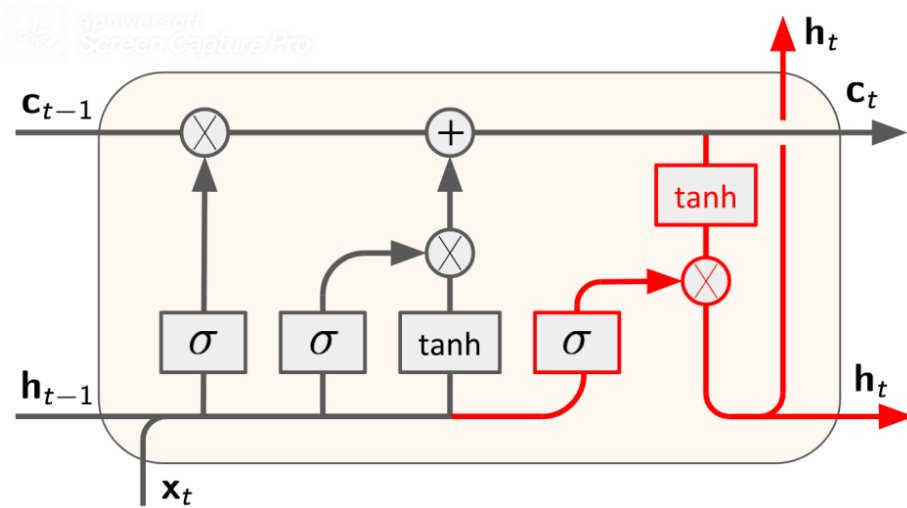 Apowersoft
Screen Capture Pro
h_t
c_{t−1}
c_t
×
+
tanh
×
×
σ
σ
tanh
σ
h_{t−1}
h_t
x_t